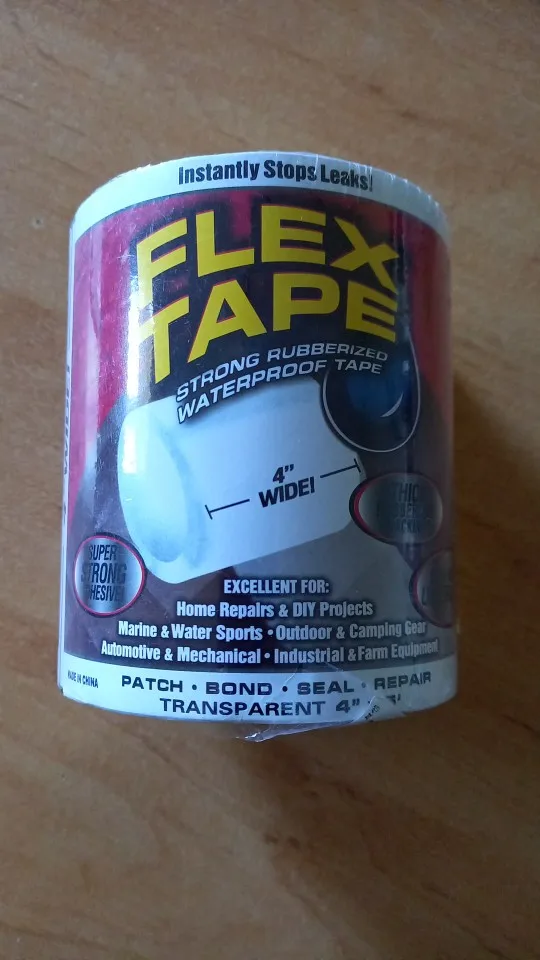 Instantly Stops Leaks!
FLEX
TAPE
STRONG RUBBERIZED
WATERPROOF TAPE
4"
WIDE!
SUPER
STRONG
EXCELLENT FOR:
Home Repairs & DIY Projects
Marine & Water Sports • Outdoor & Camping Gear
Automotive & Mechanical • Industrial & Farm Equipment
MADE IN CHINA
PATCH • BOND • SEAL • REPAIR
TRANSPARENT 4"